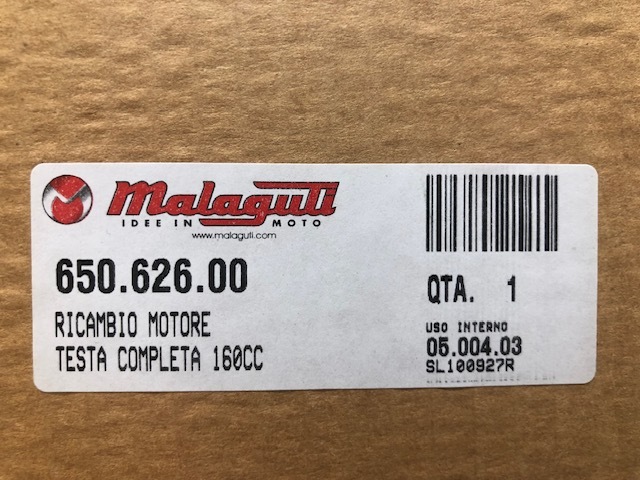 Malaguti
IDEE IN MOTO
www.malaguti.com
650.626.00
RICAMBIO MOTORE
TESTA COMPLETA 160CC
QTA. 1
USO INTERNO
05.004.03
SL100927R